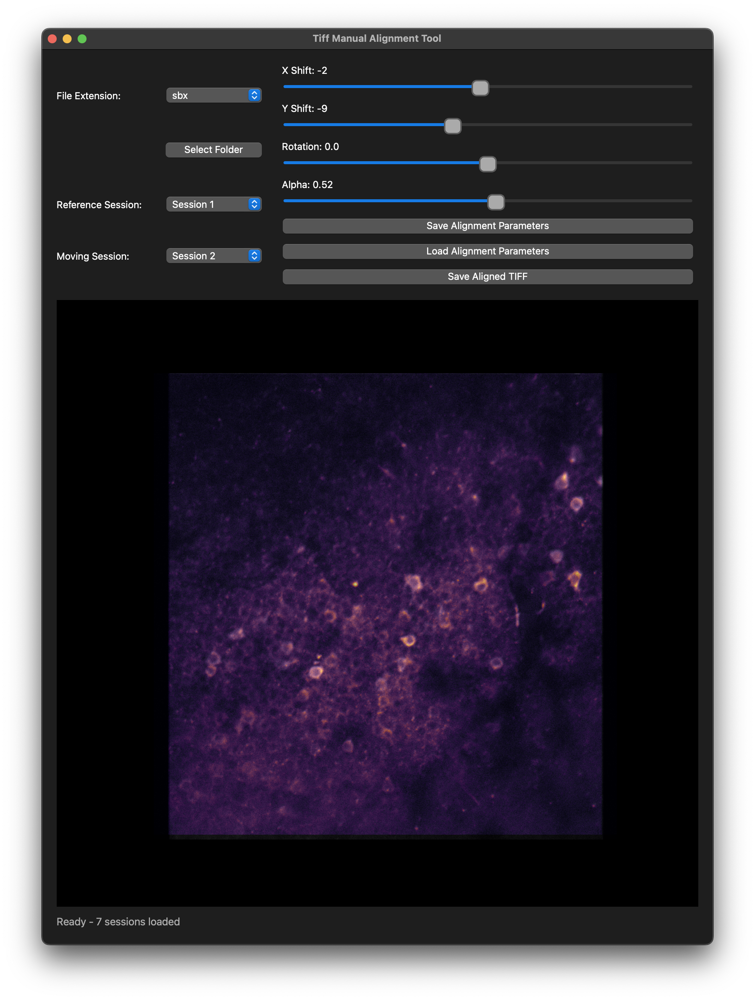 Tiff Manual Alignment Tool
File Extension:
sbx
Select Folder
Reference Session:
Session 1
Moving Session:
Session 2
X Shift: -2
Y Shift: -9
Rotation: 0.0
Alpha: 0.52
Save Alignment Parameters
Load Alignment Parameters
Save Aligned TIFF
Ready - 7 sessions loaded